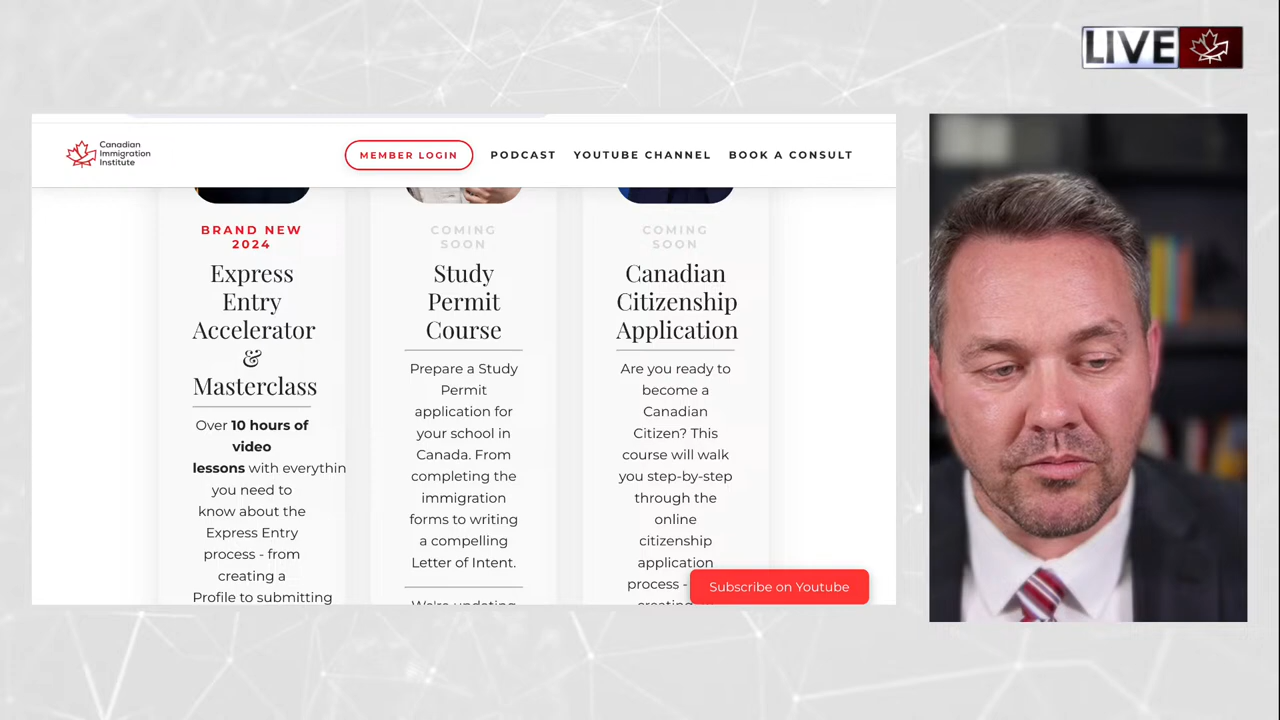 LIVE
Canadian
Immigration
Institute
MEMBER LOGIN
PODCAST
YOUTUBE CHANNEL
BOOK A CONSULT
BRAND NEW
2024
Express
Entry
Accelerator
&
Masterclass
Over 10 hours of
video
lessons with everythin
you need to
know about the
Express Entry
process - from
creating a
Profile to submitting
COMING
SOON
Study
Permit
Course
Prepare a Study
Permit
application for
your school in
Canada. From
completing the
immigration
forms to writing
a compelling
Letter of Intent.
We're updating
COMING
SOON
Canadian
Citizenship
Application
Are you ready to
become a
Canadian
Citizen? This
course will walk
you step-by-step
through the
online
citizenship
application
process -
creating
Subscribe on Youtube